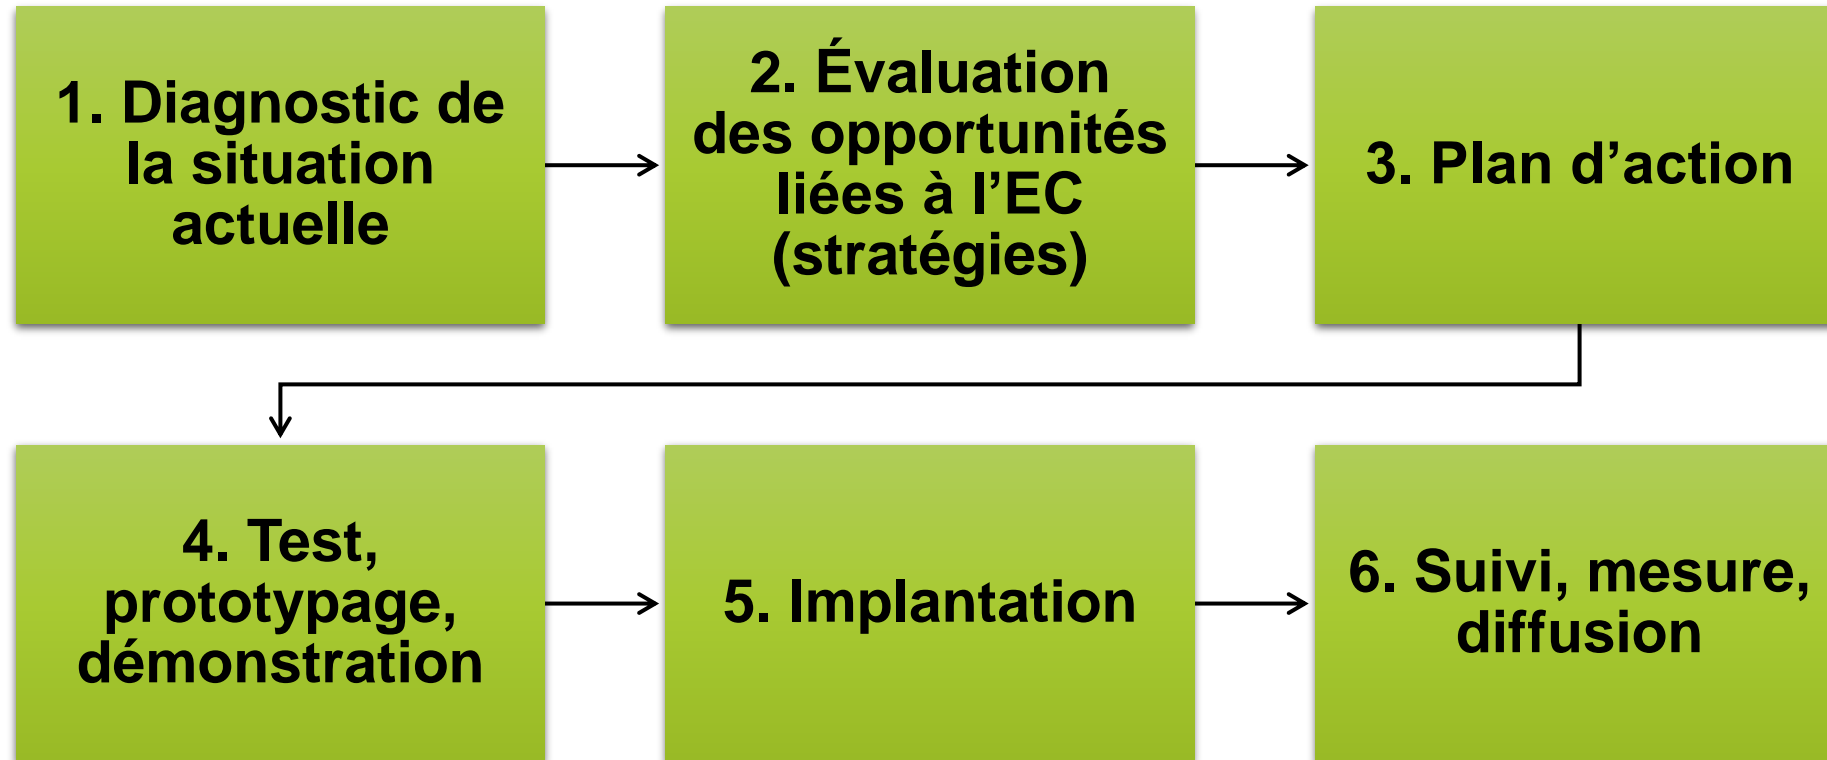 1. Diagnostic de
la situation
actuelle
2. Évaluation
des opportunités
liées à l’EC
(stratégies)
3. Plan d’action
4. Test,
prototypage,
démonstration
5. Implantation
6. Suivi, mesure,
diffusion